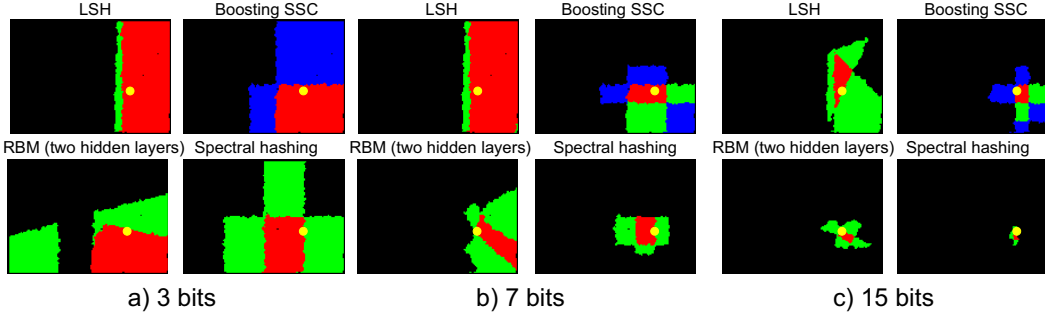 LSH Boosting SSC LSH Boosting SSC LSH Boosting SSC
RBM (two hidden layers) Spectral hashing RBM (two hidden layers) Spectral hashing RBM (two hidden layers) Spectral hashing
a) 3 bits b) 7 bits c) 15 bits